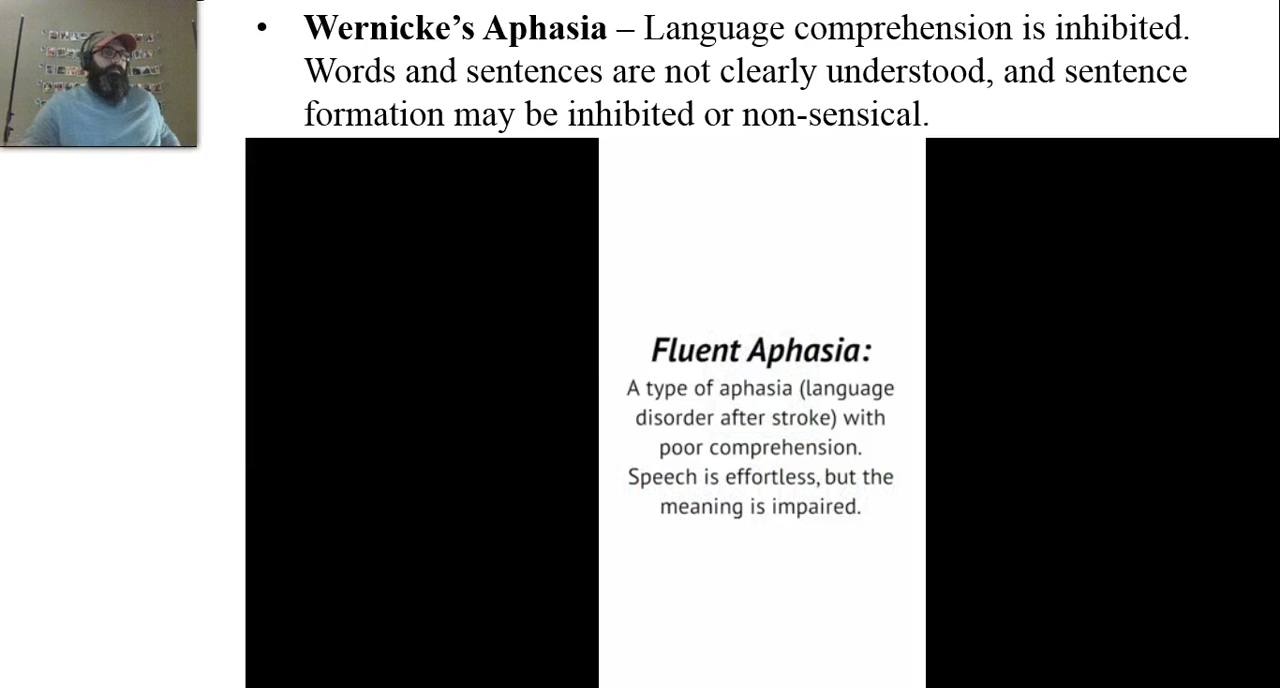 • Wernicke’s Aphasia – Language comprehension is inhibited.
Words and sentences are not clearly understood, and sentence
formation may be inhibited or non-sensical.
Fluent Aphasia:
A type of aphasia (language
disorder after stroke) with
poor comprehension.
Speech is effortless, but the
meaning is impaired.